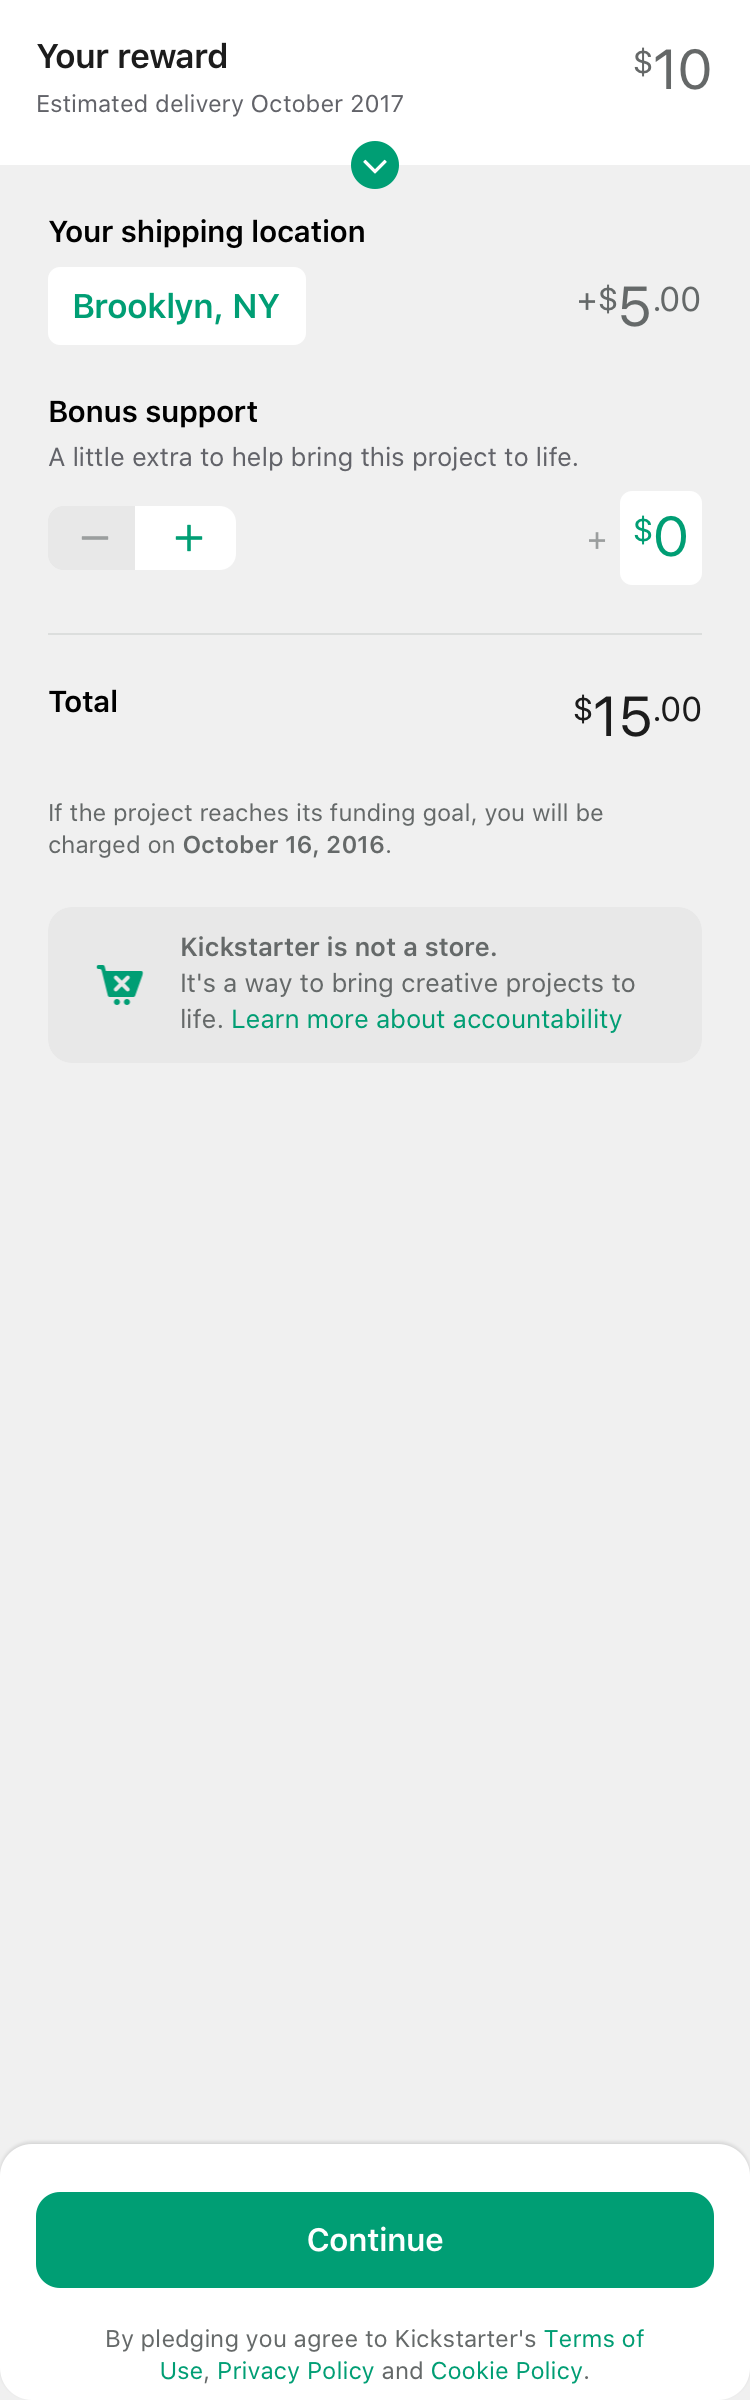 Your reward
$10
Estimated delivery October 2017
Your shipping location
Brooklyn, NY
+$5.00
Bonus support
A little extra to help bring this project to life.
− +
+ $0
Total
$15.00
If the project reaches its funding goal, you will be
charged on October 16, 2016.
Kickstarter is not a store.
It's a way to bring creative projects to
life. Learn more about accountability
Continue
By pledging you agree to Kickstarter's Terms of
Use, Privacy Policy and Cookie Policy.